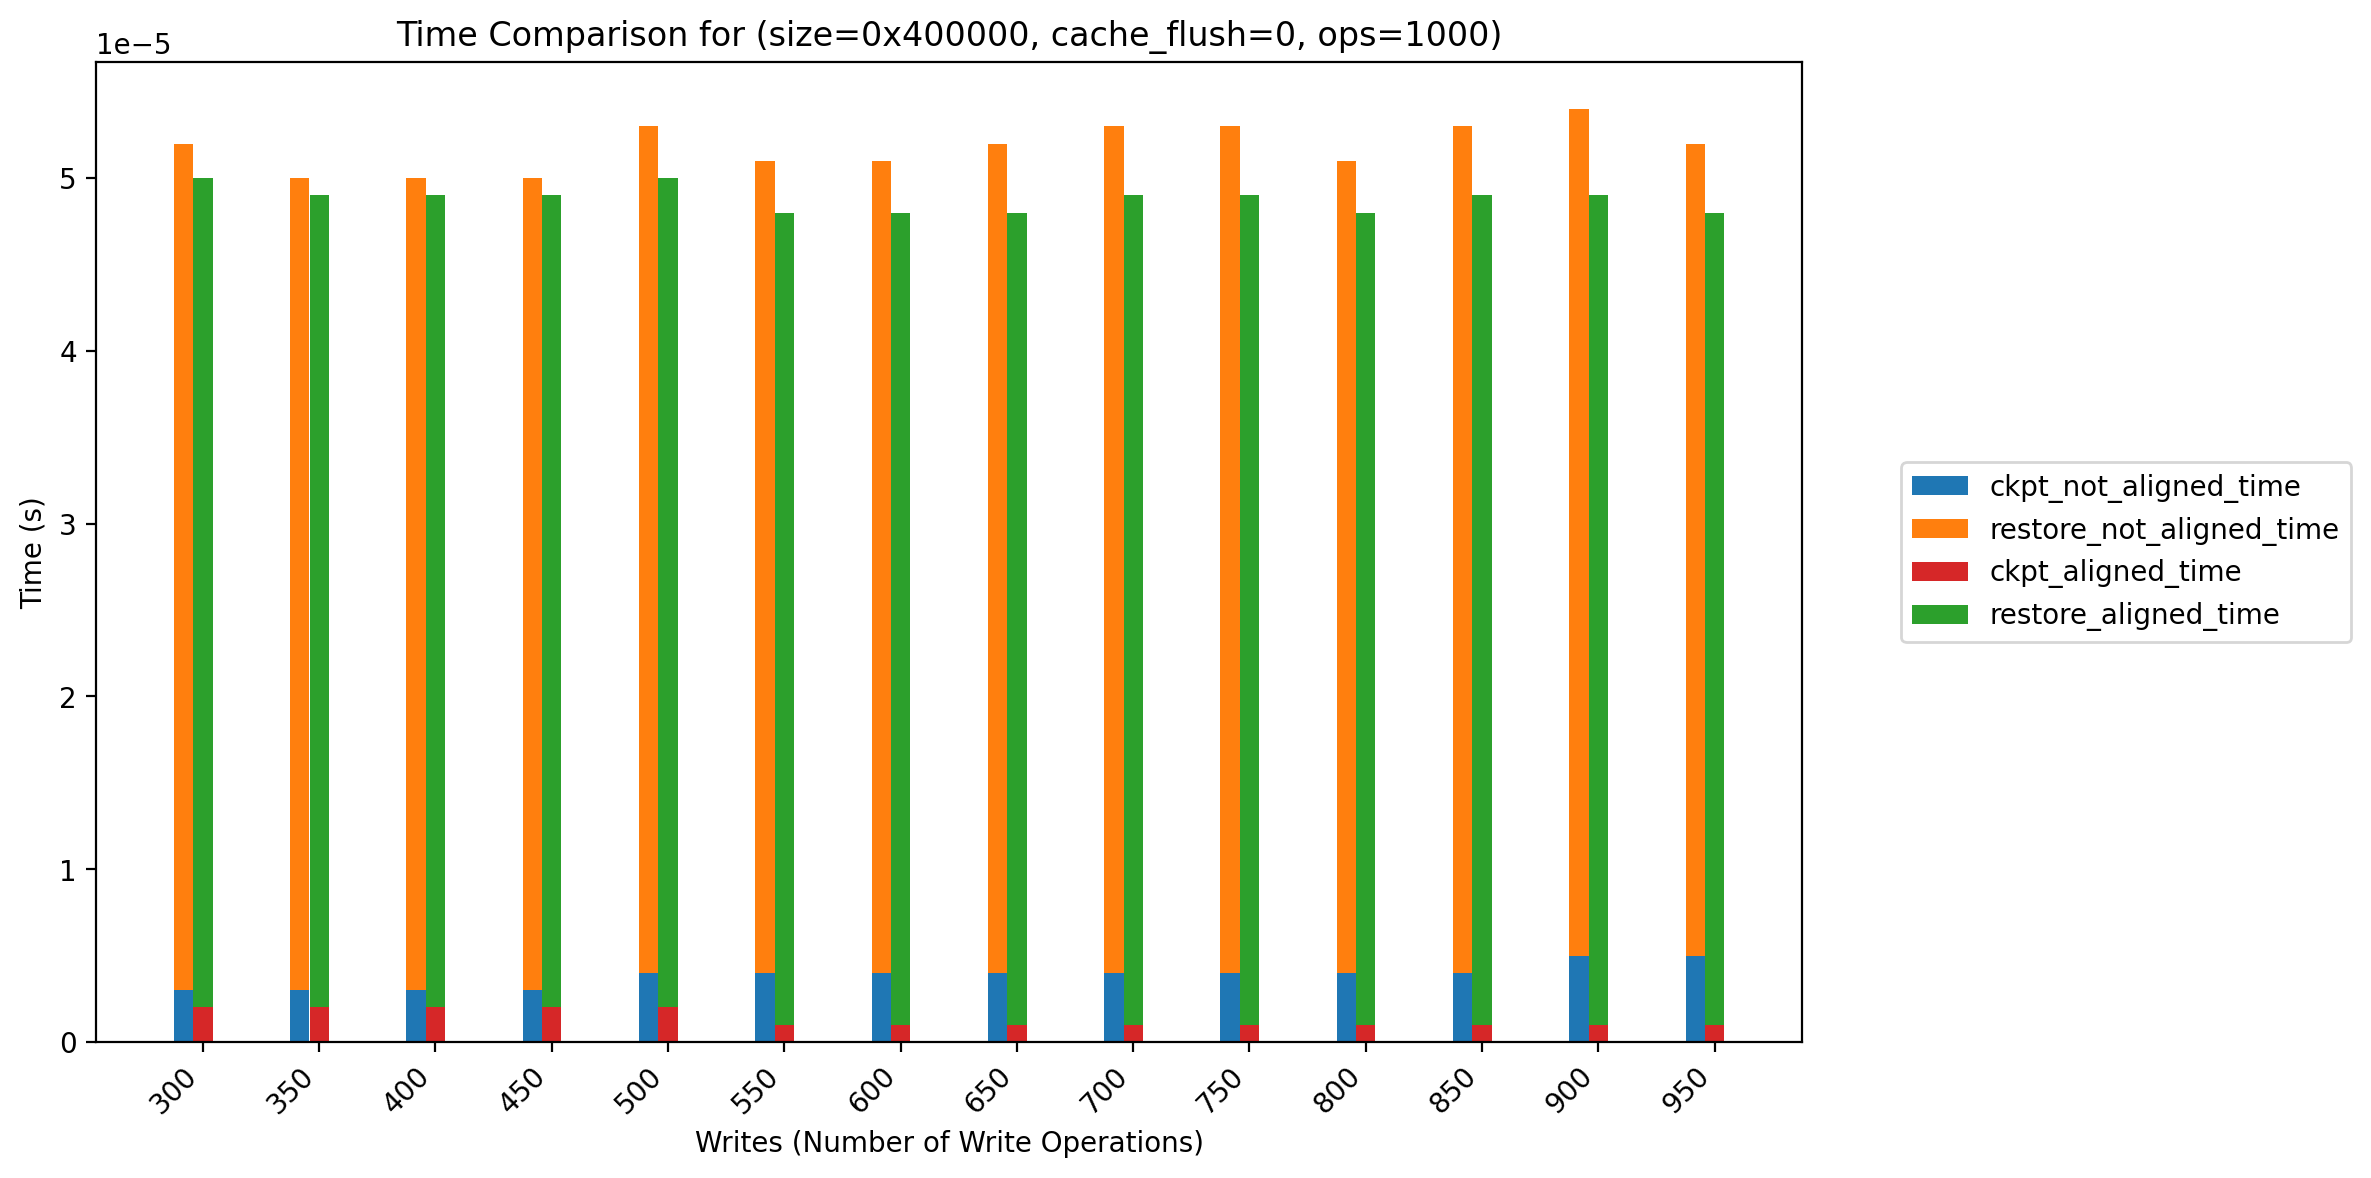 Time Comparison for (size=0x400000, cache_flush=0, ops=1000)
1e−5
5
4
3
2
1
0
Time (s)
300
350
400
450
500
550
600
650
700
750
800
850
900
950
Writes (Number of Write Operations)
ckpt_not_aligned_time
restore_not_aligned_time
ckpt_aligned_time
restore_aligned_time